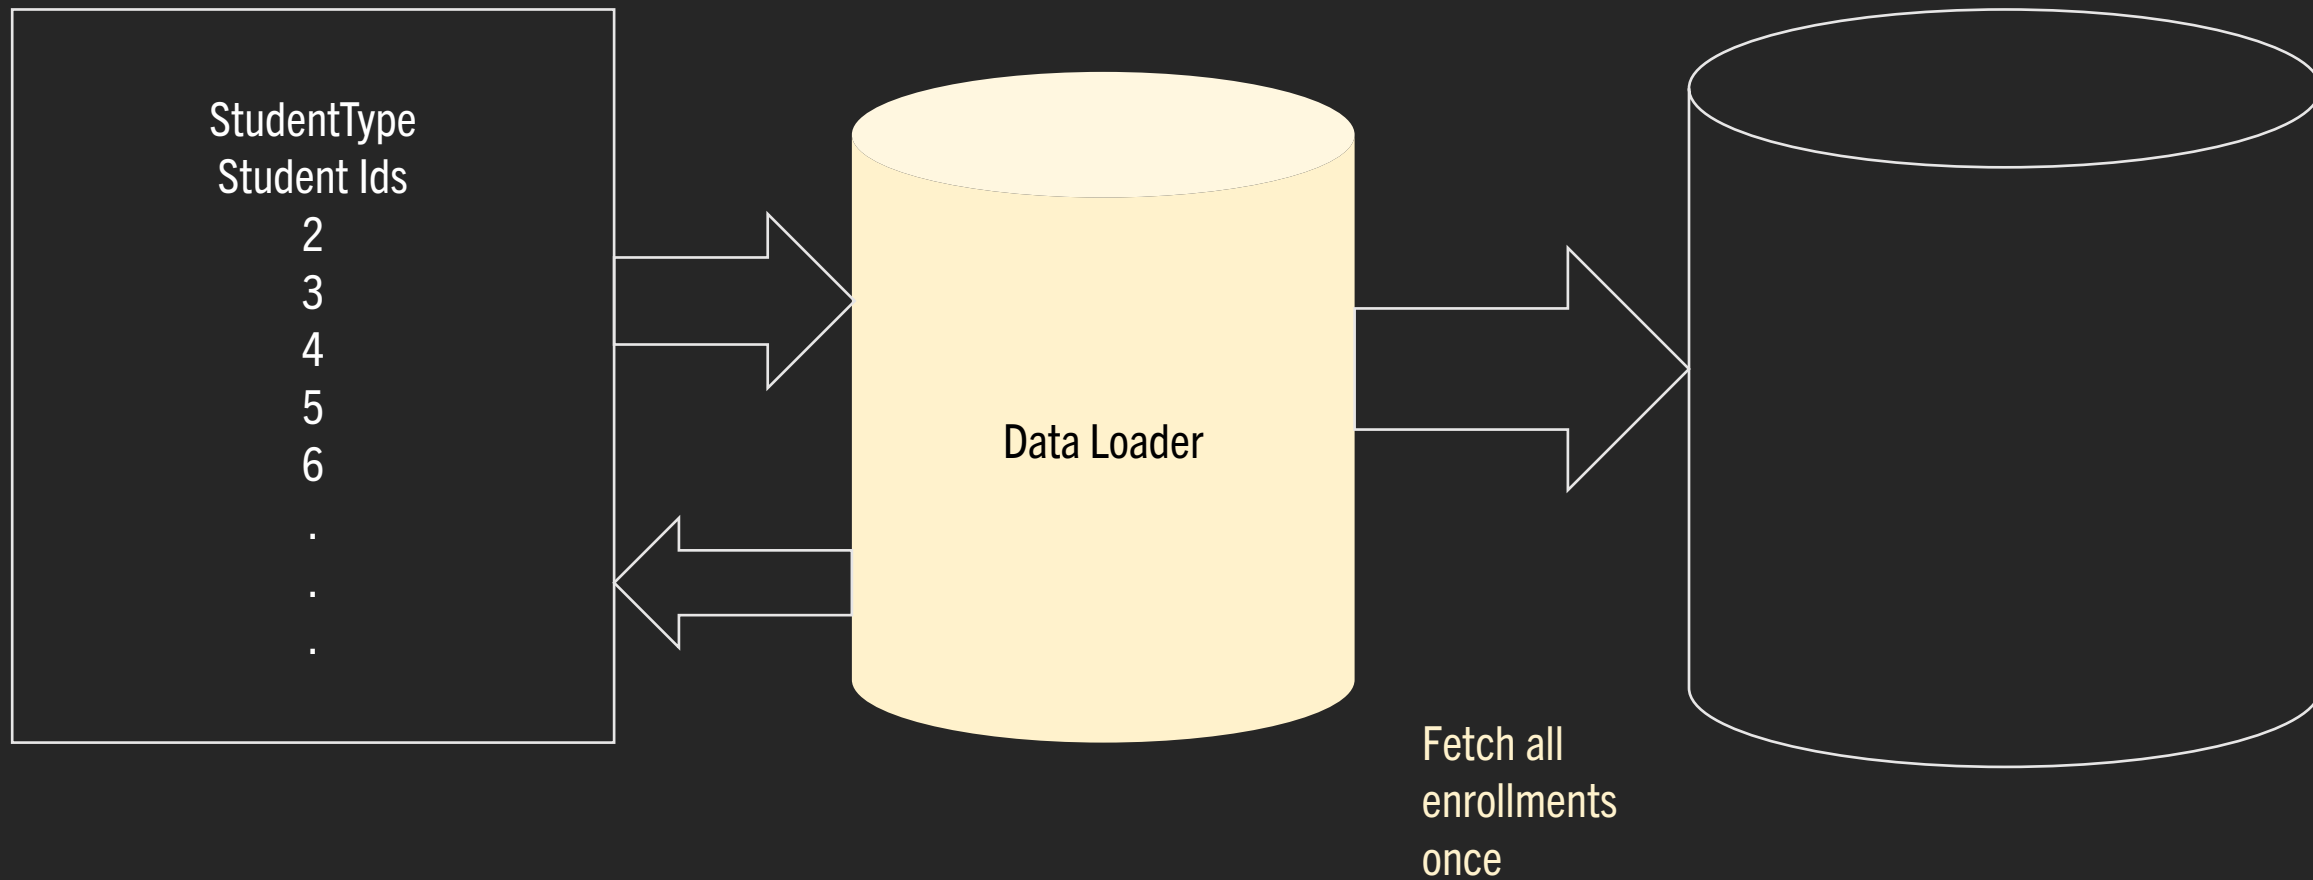 StudentType
Student Ids
2
3
4
5
6
.
.
.
Data Loader
Fetch all
enrollments
once